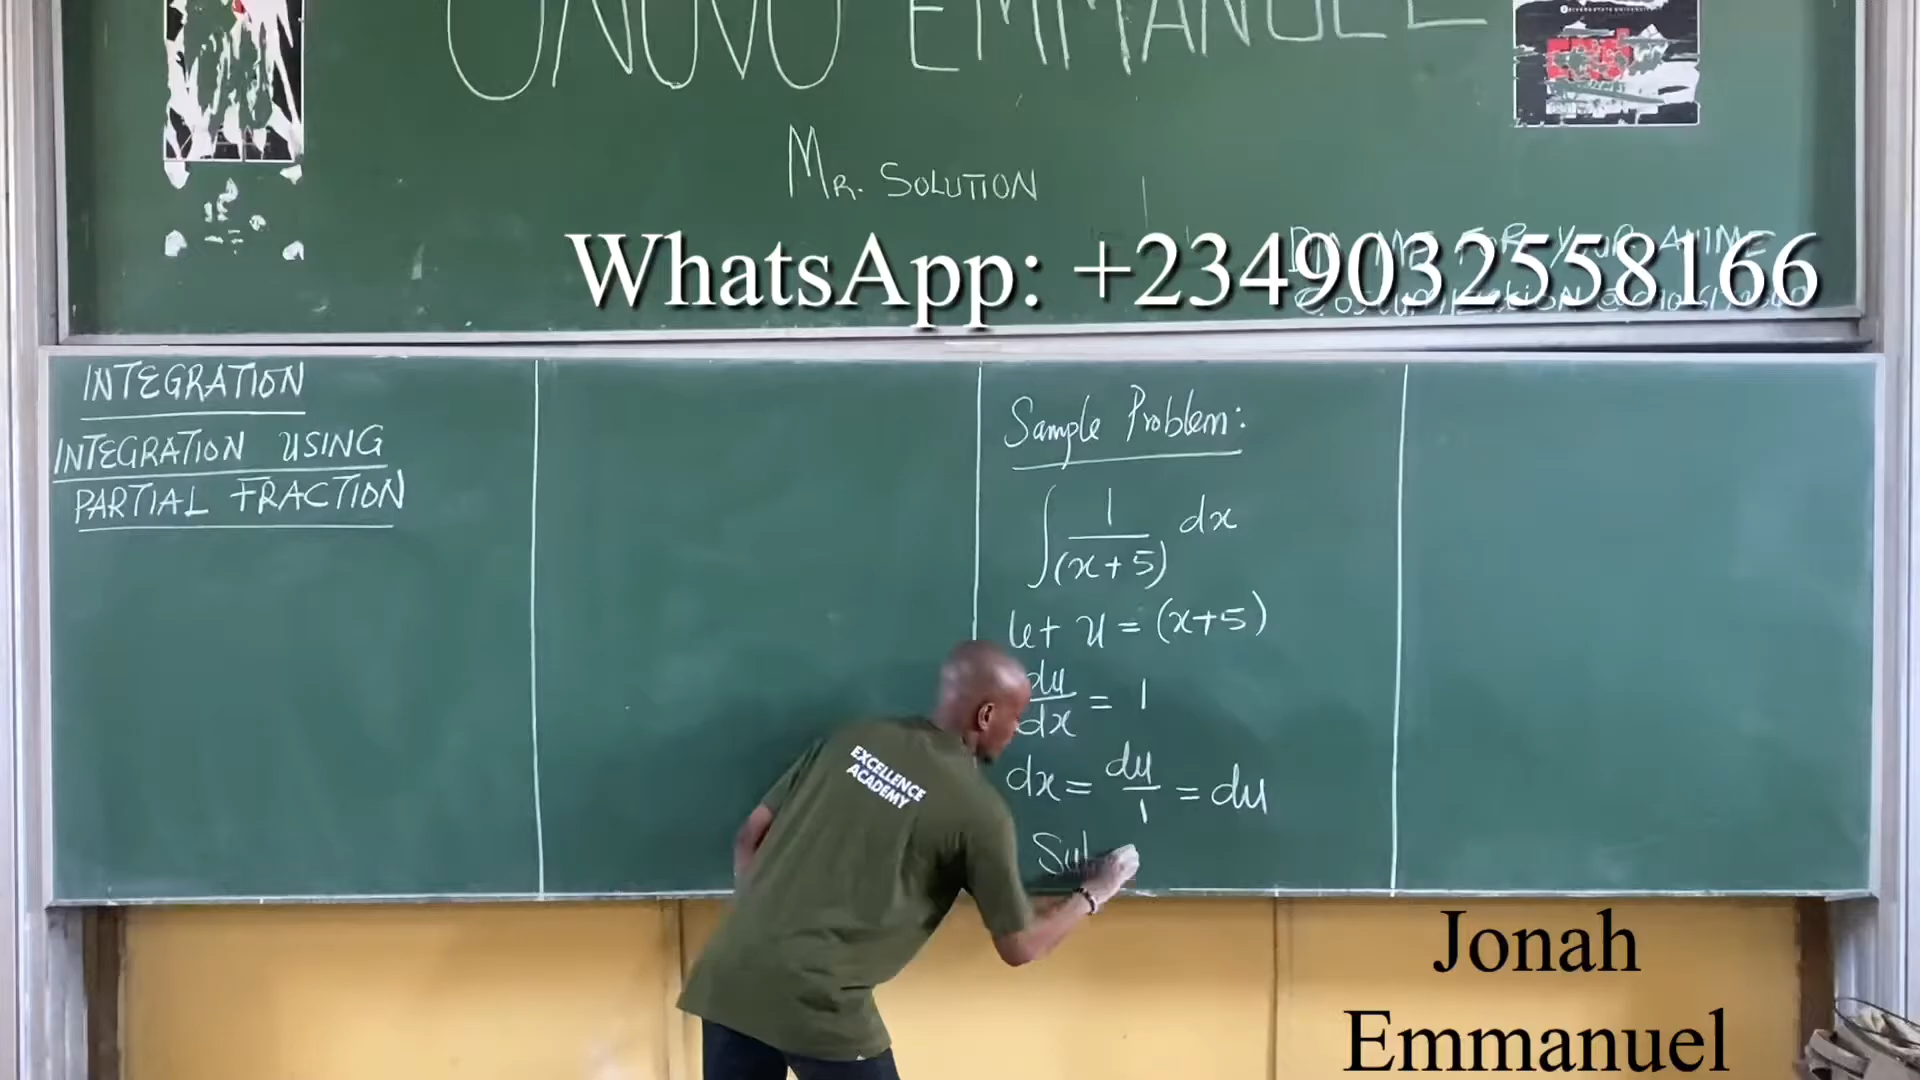 EMMANUEL
MR. SOLUTION
WhatsApp: +2349032558166
INTEGRATION
INTEGRATION USING
PARTIAL FRACTION
Sample Problem:
∫ 1/(x+5) dx
let u = (x+5)
du/dx = 1
dx = du/1 = du
EXCELLENCE
ACADEMY
Jonah
Emmanuel